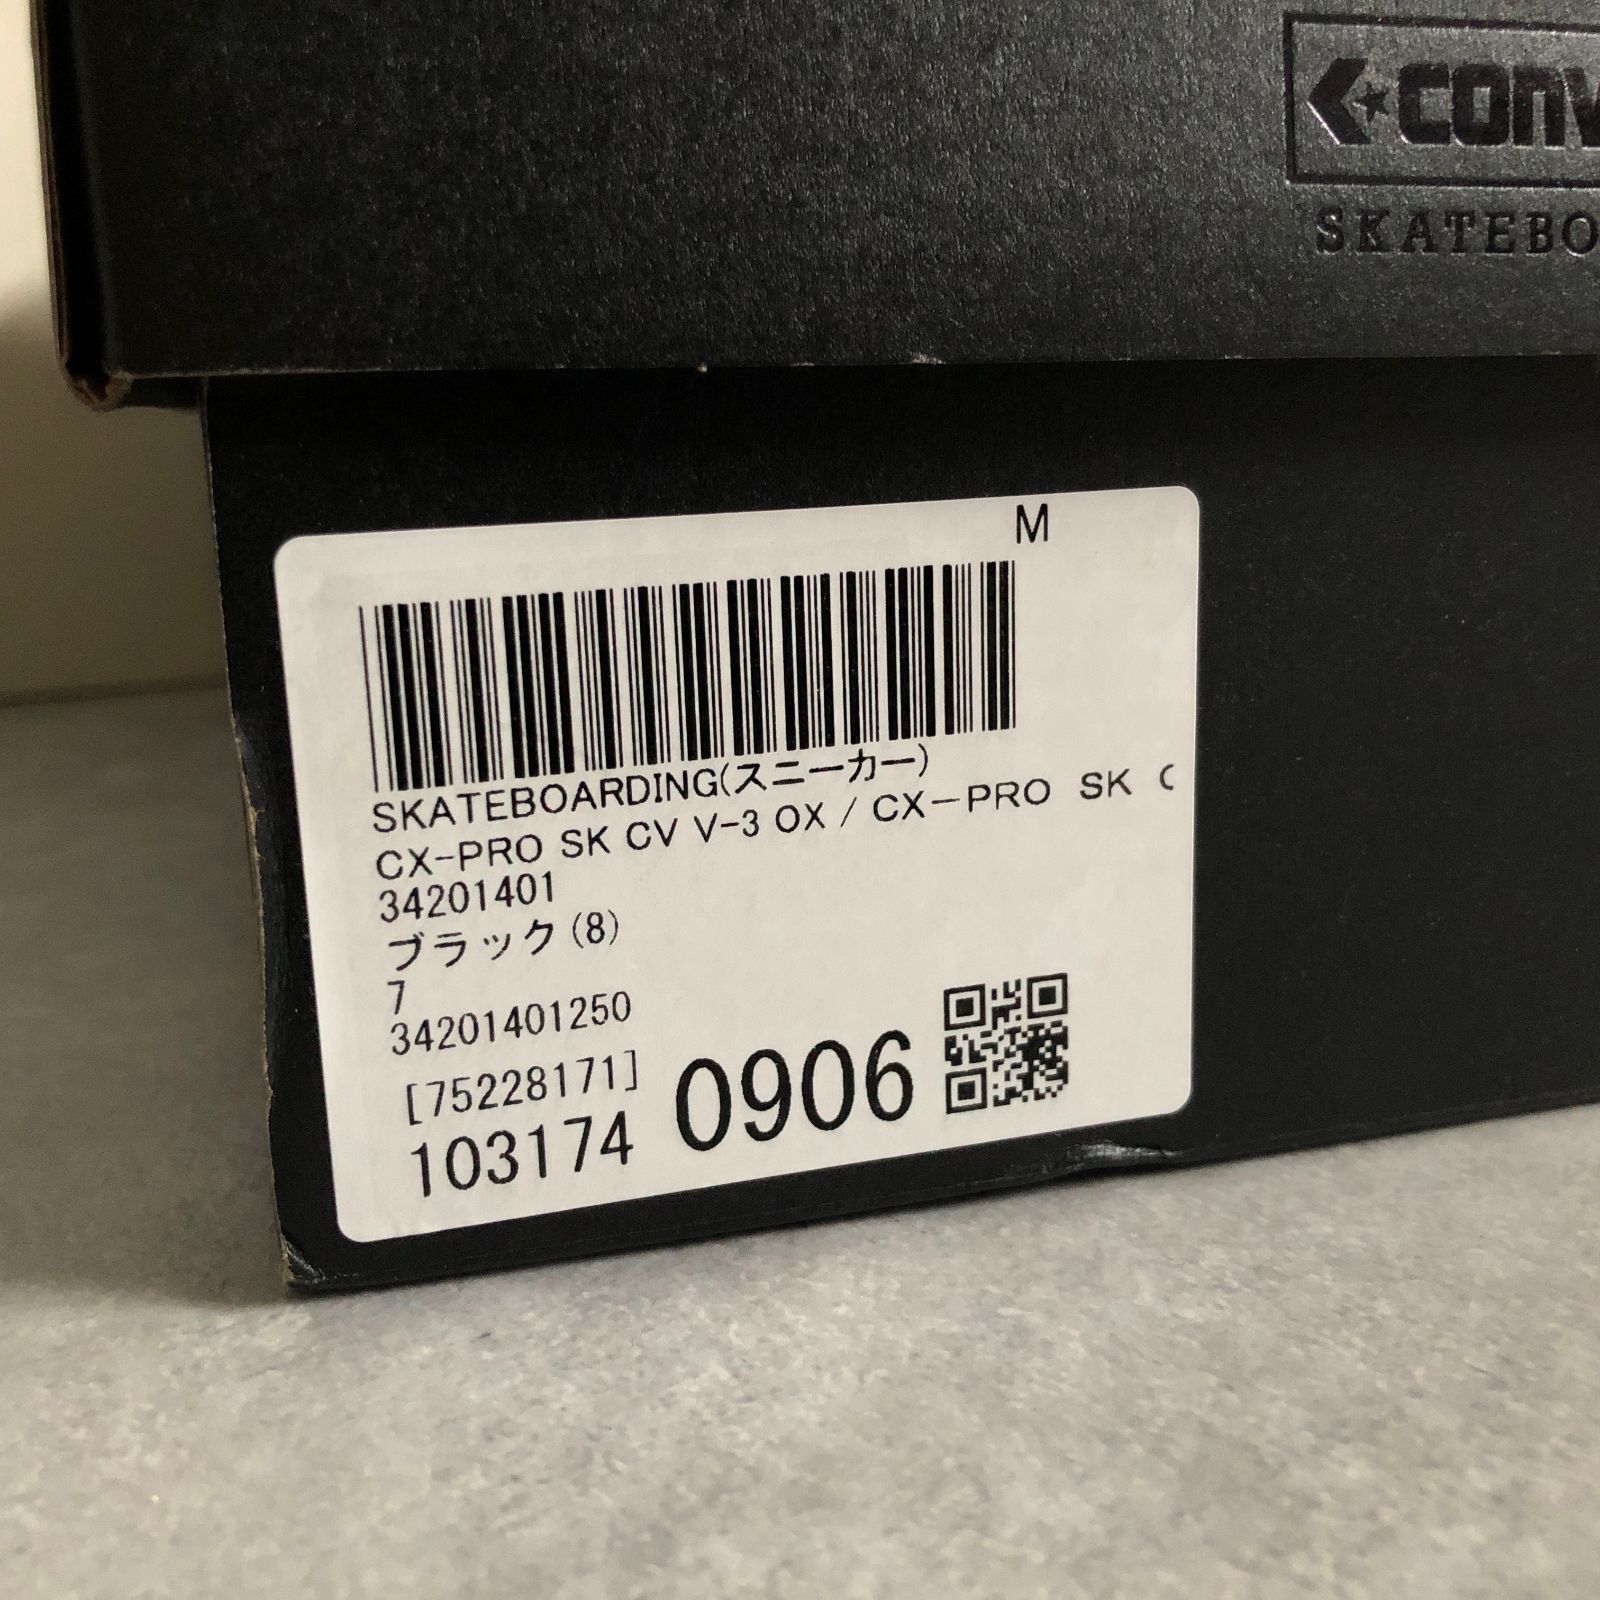 CONV
SKATEBO
M
SKATEBOARDING(スニーカー)
CX-PRO SK CV V-3 OX / CX-PRO SK C
34201401
ブラック(8)
7
34201401250
[75228171]
103174 0906